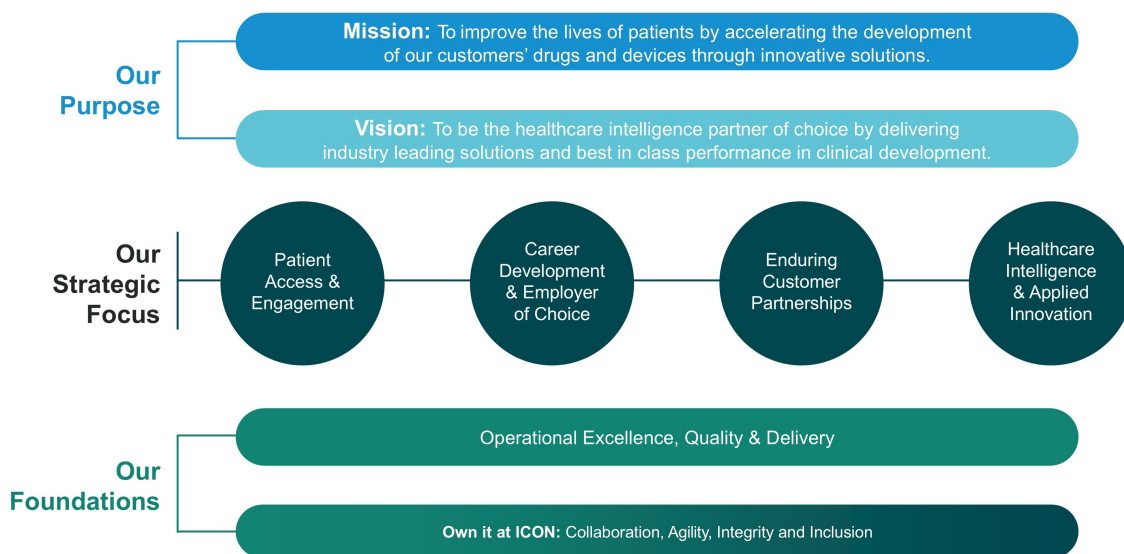 Our
Purpose
Mission: To improve the lives of patients by accelerating the development
of our customers’ drugs and devices through innovative solutions.
Vision: To be the healthcare intelligence partner of choice by delivering
industry leading solutions and best in class performance in clinical development.
Our
Strategic
Focus
Patient
Access &
Engagement
Career
Development
& Employer
of Choice
Enduring
Customer
Partnerships
Healthcare
Intelligence
& Applied
Innovation
Our
Foundations
Operational Excellence, Quality & Delivery
Own it at ICON: Collaboration, Agility, Integrity and Inclusion